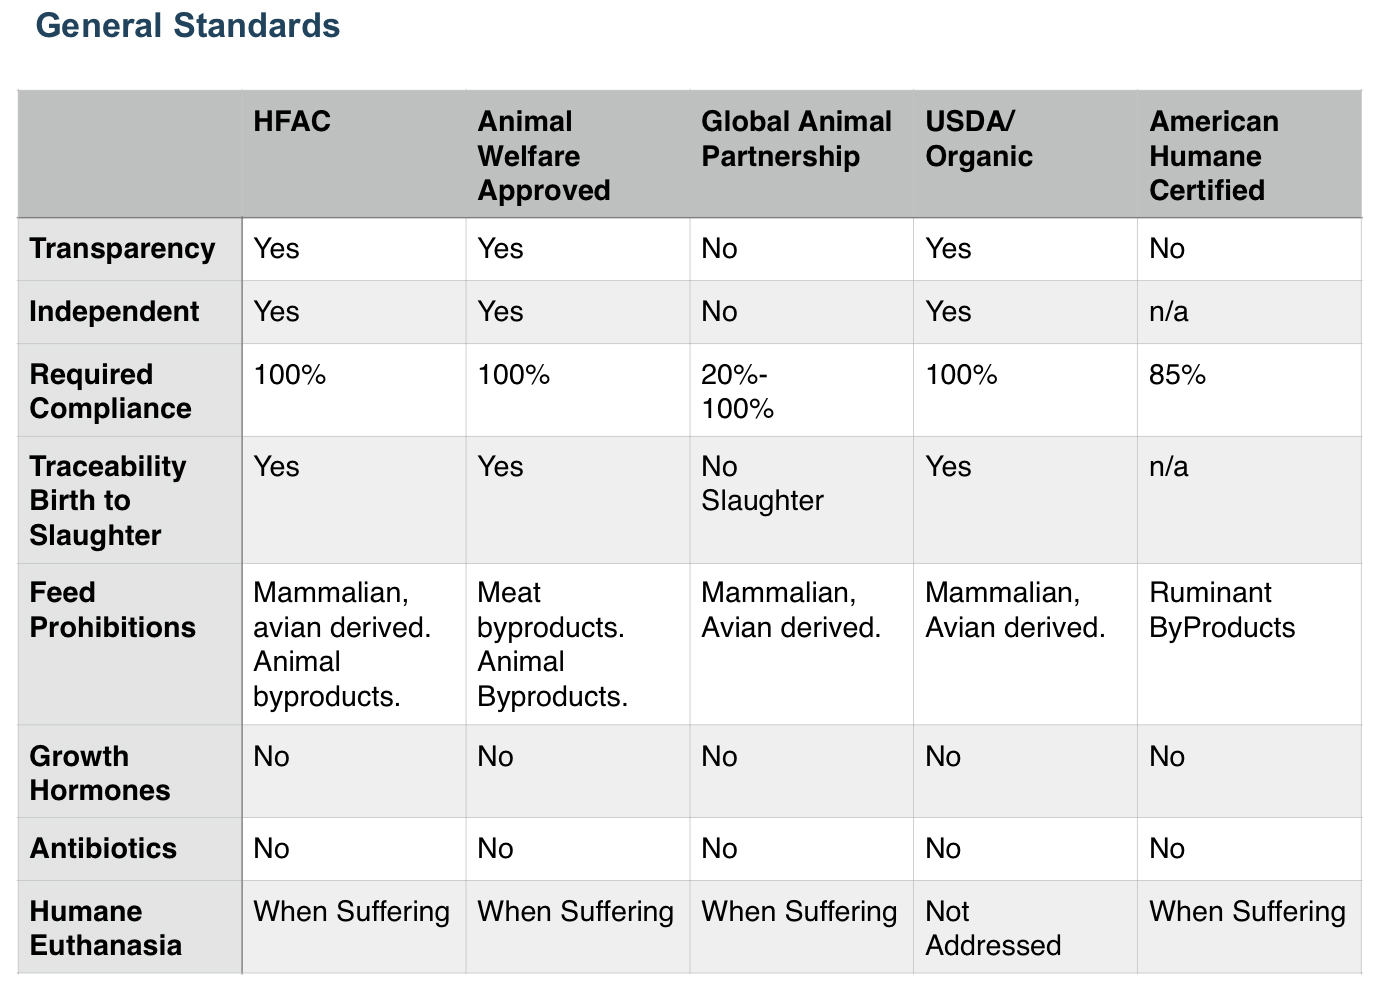 General Standards
HFAC
Animal
Welfare
Approved
Global Animal
Partnership
USDA/
Organic
American
Humane
Certified
Transparency
Yes
Yes
No
Yes
No
Independent
Yes
Yes
No
Yes
n/a
Required
Compliance
100%
100%
20%-
100%
100%
85%
Traceability
Birth to
Slaughter
Yes
Yes
No
Slaughter
Yes
n/a
Feed
Prohibitions
Mammalian,
avian derived.
Animal
byproducts.
Meat
byproducts.
Animal
Byproducts.
Mammalian,
Avian derived.
Mammalian,
Avian derived.
Ruminant
ByProducts
Growth
Hormones
No
No
No
No
No
Antibiotics
No
No
No
No
No
Humane
Euthanasia
When Suffering
When Suffering
When Suffering
Not
Addressed
When Suffering